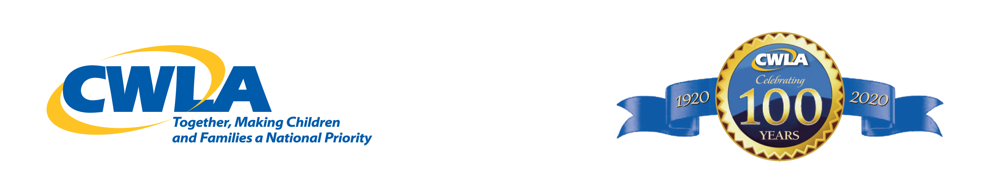 CWLA
Together, Making Children
and Families a National Priority
CWLA
Celebrating
1920 100 2020
YEARS